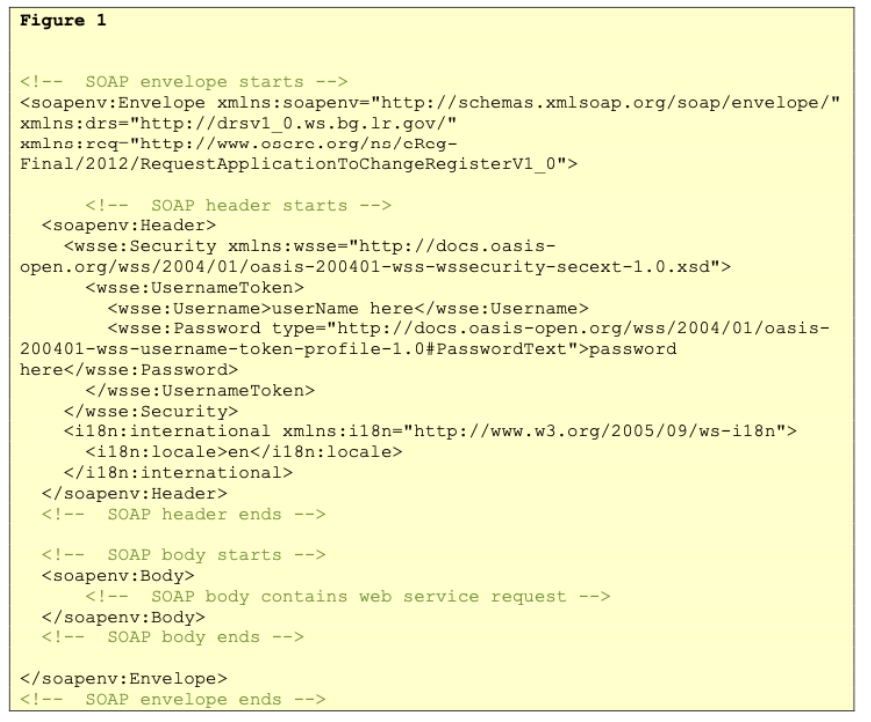 Figure 1
<!--  SOAP envelope starts -->
<soapenv:Envelope xmlns:soapenv="http://schemas.xmlsoap.org/soap/envelope/"
xmlns:drs="http://drsv1_0.ws.bg.lr.gov/"
xmlns:req="http://www.oscre.org/ns/eReg-
Final/2012/RequestApplicationToChangeRegisterV1_0">
<!--  SOAP header starts -->
<soapenv:Header>
<wsse:Security xmlns:wsse="http://docs.oasis-
open.org/wss/2004/01/oasis-200401-wss-wssecurity-secext-1.0.xsd">
<wsse:UsernameToken>
<wsse:Username>userName here</wsse:Username>
<wsse:Password type="http://docs.oasis-open.org/wss/2004/01/oasis-
200401-wss-username-token-profile-1.0#PasswordText">password
here</wsse:Password>
</wsse:UsernameToken>
</wsse:Security>
<i18n:international xmlns:i18n="http://www.w3.org/2005/09/ws-i18n">
<i18n:locale>en</i18n:locale>
</i18n:international>
</soapenv:Header>
<!--  SOAP header ends -->
<!--  SOAP body starts -->
<soapenv:Body>
<!--  SOAP body contains web service request -->
</soapenv:Body>
<!--  SOAP body ends -->
</soapenv:Envelope>
<!--  SOAP envelope ends -->